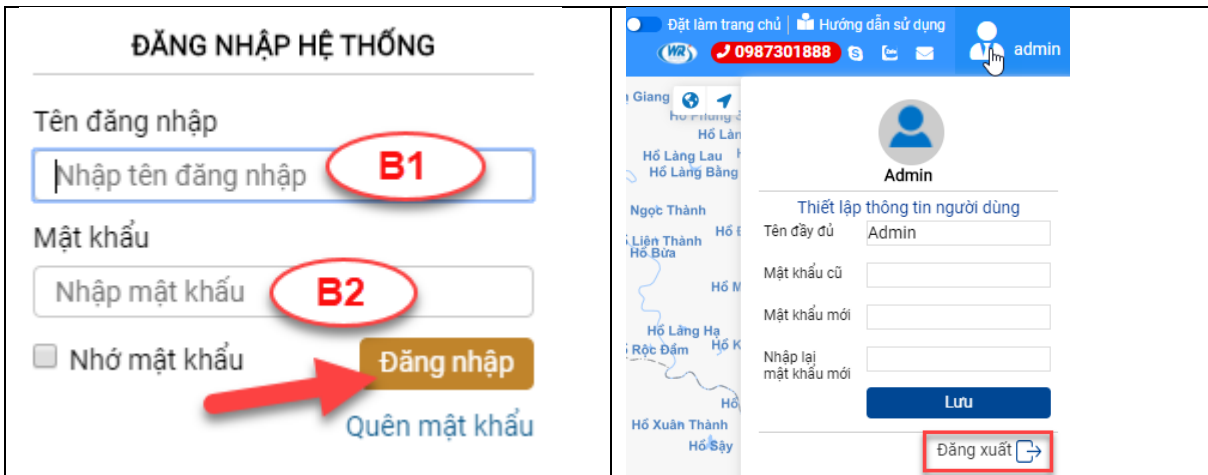 ĐĂNG NHẬP HỆ THỐNG
Tên đăng nhập
Nhập tên đăng nhập
B1
Mật khẩu
Nhập mật khẩu
B2
Nhớ mật khẩu
Đăng nhập
Quên mật khẩu
Đặt làm trang chủ
Hướng dẫn sử dụng
WR
0987301888
admin
Giang
Hồ Phung
Hồ Làn
Hồ Làng Lau
Hồ Làng Bằng
Ngọc Thành
Liên Thành
Hồ Bừa
Hồ M
Hồ Lãng Hạ
Rộc Đầm
Hồ K
Hồ
Hồ Xuân Thành
Hồ Sậy
Admin
Thiết lập thông tin người dùng
Tên đầy đủ
Admin
Mật khẩu cũ
Mật khẩu mới
Nhập lại
mật khẩu mới
Lưu
Đăng xuất